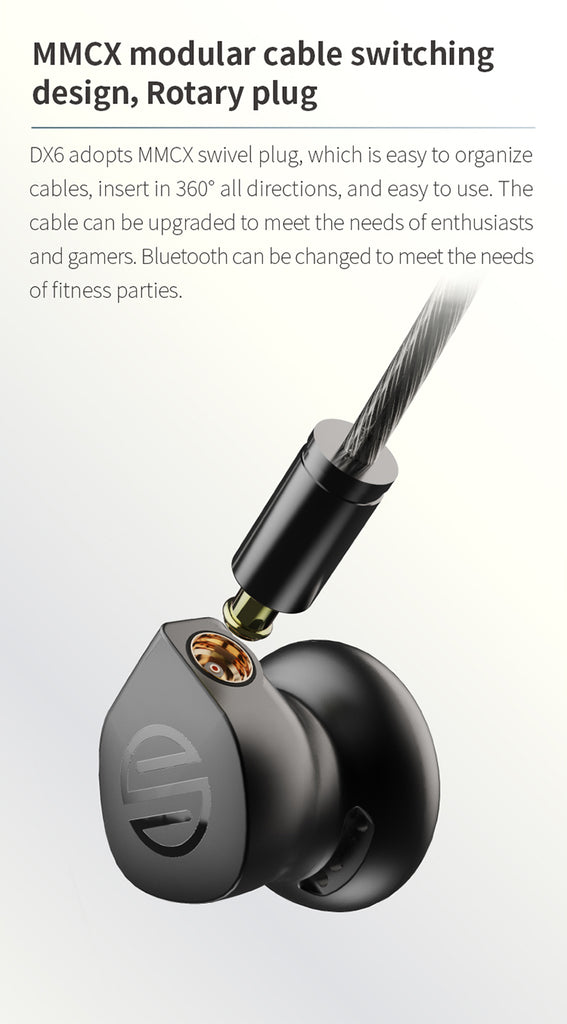 MMCX modular cable switching
design, Rotary plug
DX6 adopts MMCX swivel plug, which is easy to organize
cables, insert in 360° all directions, and easy to use. The
cable can be upgraded to meet the needs of enthusiasts
and gamers. Bluetooth can be changed to meet the needs
of fitness parties.